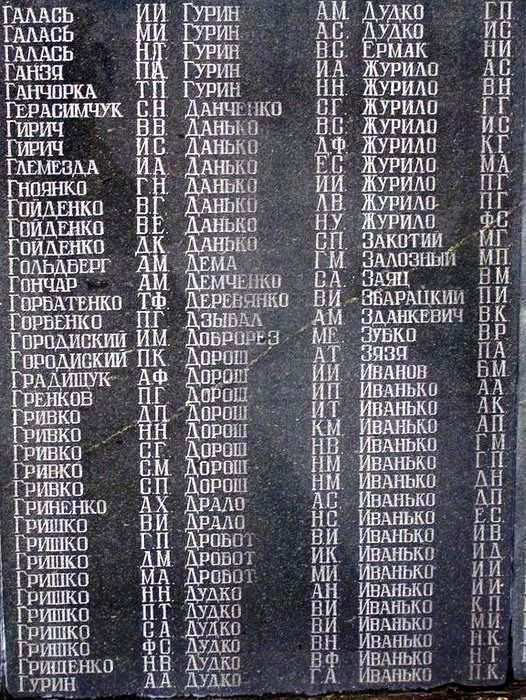 ГАЛАСЬ И.И.
ГАЛАСЬ М.И.
ГАЛАСЬ Н.Г.
ГАНЗЯ П.А.
ГАНЧОРКА Т.П.
ГЕРАСИМЧУК С.Н.
ГИРИЧ В.В.
ГИРИЧ И.С.
ГЛЕМЕЗДА И.А.
ГНОЯНКО Г.Н.
ГОЙДЕНКО В.Г.
ГОЙДЕНКО В.Е.
ГОЙДЕНКО Д.К.
ГОЛЬДБЕРГ А.М.
ГОНЧАР А.М.
ГОРБАТЕНКО Т.Ф.
ГОРБЕНКО П.Г.
ГОРОДИСКИЙ И.М.
ГОРОДИСКИЙ П.К.
ГРАДИЩУК А.Ф.
ГРЕНКОВ П.Г.
ГРИВКО Д.П.
ГРИВКО Н.Н.
ГРИВКО С.Г.
ГРИВКО С.М.
ГРИВКО С.П.
ГРИНЕНКО А.Х.
ГРИШКО В.И.
ГРИШКО Г.П.
ГРИШКО Д.М.
ГРИШКО М.А.
ГРИШКО Н.Н.
ГРИШКО П.Т.
ГРИШКО С.А.
ГРИШКО Ф.С.
ГРИЩЕНКО Н.В.
ГУРИН А.А.
ГУРИН А.М.
ГУРИН А.С.
ГУРИН В.С.
ГУРИН И.А.
ГУРИН Н.Н.
ДАНЧЕНКО С.Г.
ДАНЬКО В.С.
ДАНЬКО Д.Ф.
ДАНЬКО Е.С.
ДАНЬКО И.И.
ДАНЬКО Л.В.
ДАНЬКО Н.У.
ДАНЬКО С.П.
ДЕМА Г.М.
ДЕМЧЕНКО С.А.
ДЕРЕВЯНКО В.И.
ДЗЫБАЛ А.М.
ДОБРОРЕЗ М.Е.
ДОРОШ А.Т.
ДОРОШ И.И.
ДОРОШ И.П.
ДОРОШ И.Т.
ДОРОШ К.М.
ДОРОШ Н.В.
ДОРОШ Н.М.
ДОРОШ Н.М.
ДРАЛО А.С.
ДРАЛО Н.С.
ДРОБОТ В.И.
ДРОБОТ И.К.
ДРОБОТ М.И.
ДУДКО А.Н.
ДУДКО В.И.
ДУДКО В.И.
ДУДКО В.И.
ДУДКО В.Ф.
ДУДКО Г.А.
ДУДКО Г.П.
ДУДКО И.С.
ЕРМАК Н.И.
ЖУРИЛО А.С.
ЖУРИЛО В.Н.
ЖУРИЛО Г.Г.
ЖУРИЛО И.С.
ЖУРИЛО К.Г.
ЖУРИЛО М.А.
ЖУРИЛО П.Г.
ЖУРИЛО П.Г.
ЖУРИЛО Ф.С.
ЗАКОТИЙ М.Г.
ЗАЛОЗНЫЙ М.П.
ЗАЯЦ В.М.
ЗБАРАЦКИЙ П.И.
ЗДАНКЕВИЧ В.К.
ЗУБКО В.Р.
ЗЯЗЯ П.А.
ИВАНОВ Б.М.
ИВАНЬКО А.А.
ИВАНЬКО А.К.
ИВАНЬКО А.П.
ИВАНЬКО Г.М.
ИВАНЬКО Г.П.
ИВАНЬКО Д.Н.
ИВАНЬКО Д.П.
ИВАНЬКО Е.С.
ИВАНЬКО И.В.
ИВАНЬКО И.Д.
ИВАНЬКО И.И.
ИВАНЬКО И.И.
ИВАНЬКО К.П.
ИВАНЬКО М.И.
ИВАНЬКО Н.К.
ИВАНЬКО Н.Т.
ИВАНЬКО П.К.